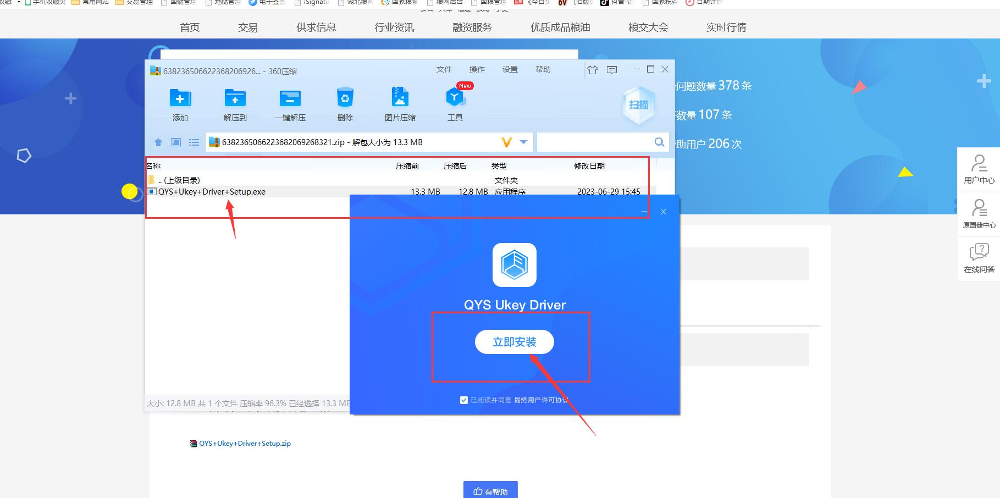 手机收藏夹 常用网站 交易管理 国储管理 地储管理 电子签署 iSignatu 湖北粮网 国家粮食 粮网后台 国粮管理 《今日头 (旧版6 抖音-记 国家税务 日期计算
首页 交易 供求信息 行业资讯 融资服务 优质成品粮油 粮交大会 实时行情
638236506622368206926... - 360压缩
文件 操作 设置 帮助
添加 解压到 一键解压 删除 图片压缩 New 工具 扫描
6382365066223682069268321.zip - 解包大小为 13.3 MB
名称 压缩前 压缩后 类型 修改日期
.. (上级目录) 文件夹
QYS+Ukey+Driver+Setup.exe 13.3 MB 12.8 MB 应用程序 2023-06-29 15:45
问题数量 378 条
数量 107 条
助用户 206 次
用户中心
原国储中心
在线问答
QYS Ukey Driver
立即安装
已阅读并同意 最终用户许可协议
大小: 12.8 MB 共 1 个文件 压缩率 96.3% 已经选择 13.3 MB
QYS+Ukey+Driver+Setup.zip
有帮助